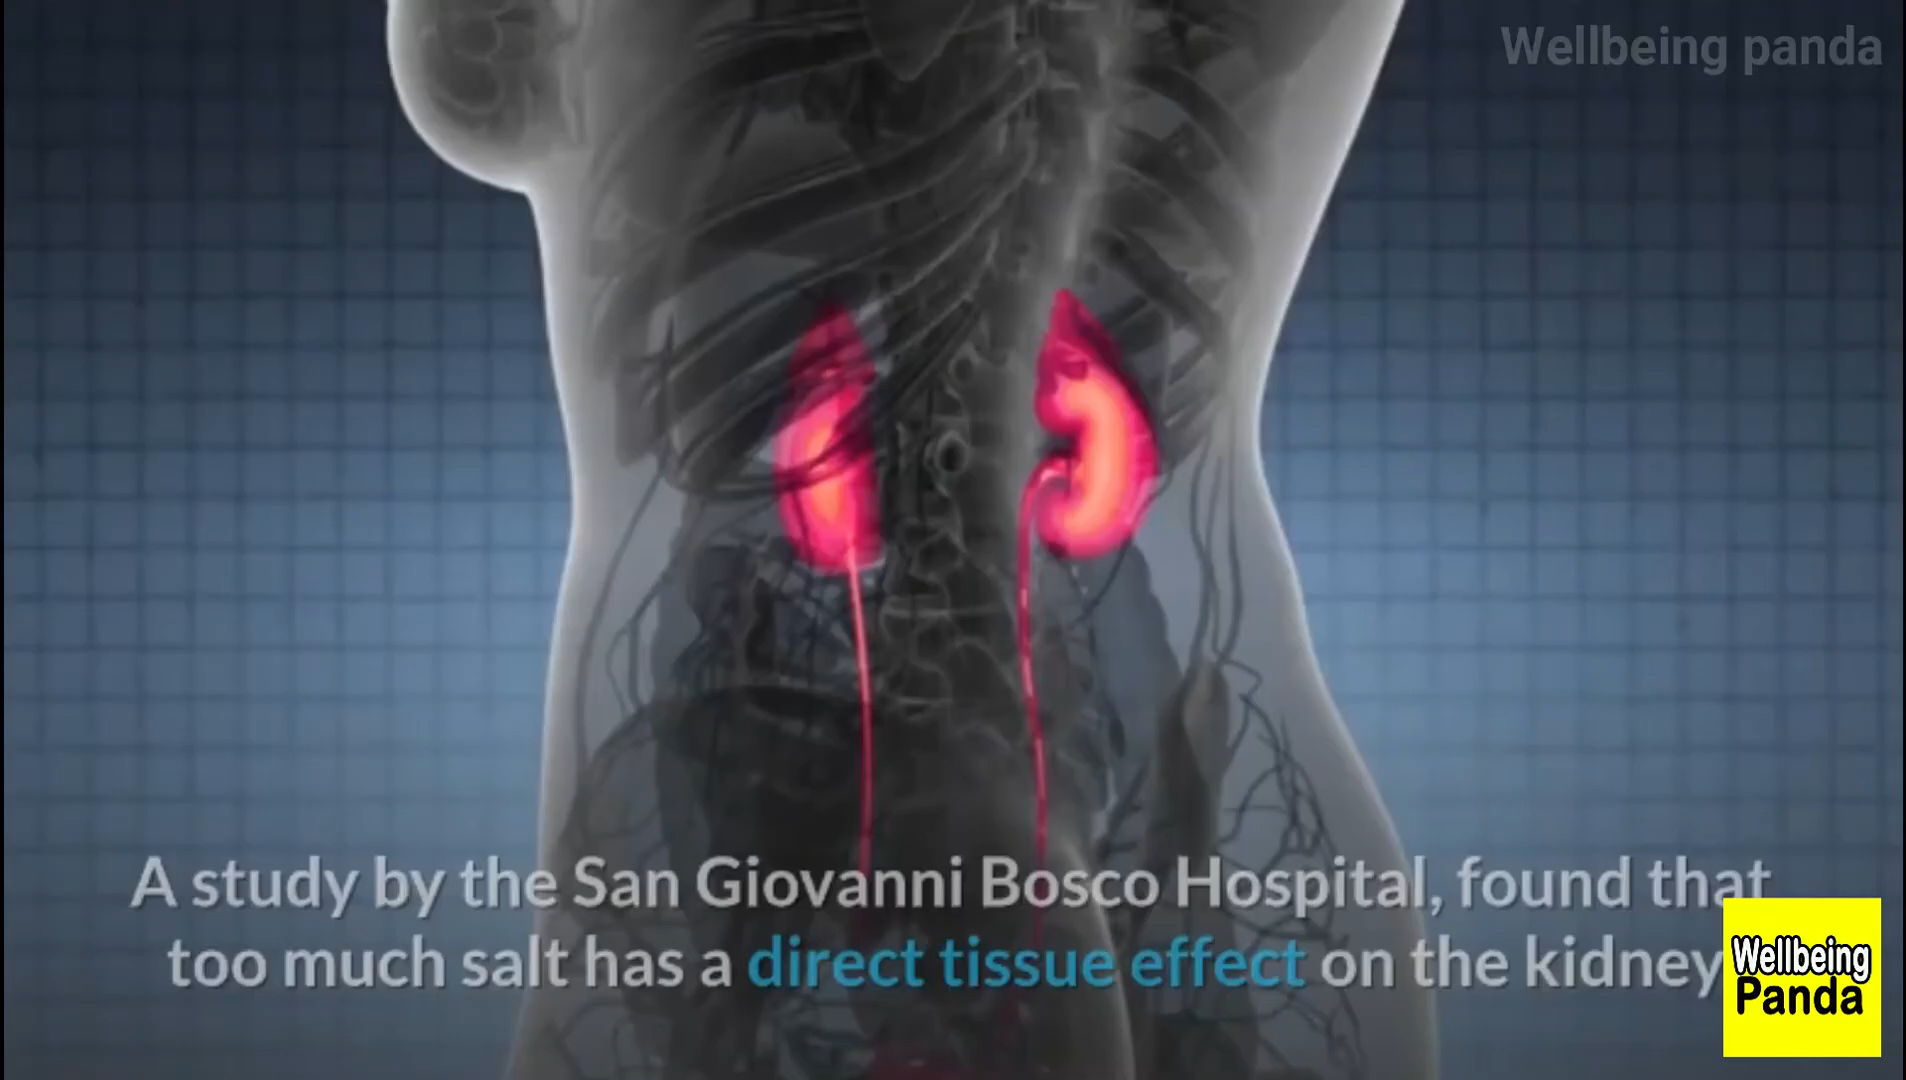 Wellbeing panda
A study by the San Giovanni Bosco Hospital, found that
too much salt has a direct tissue effect on the kidney
Wellbeing
Panda